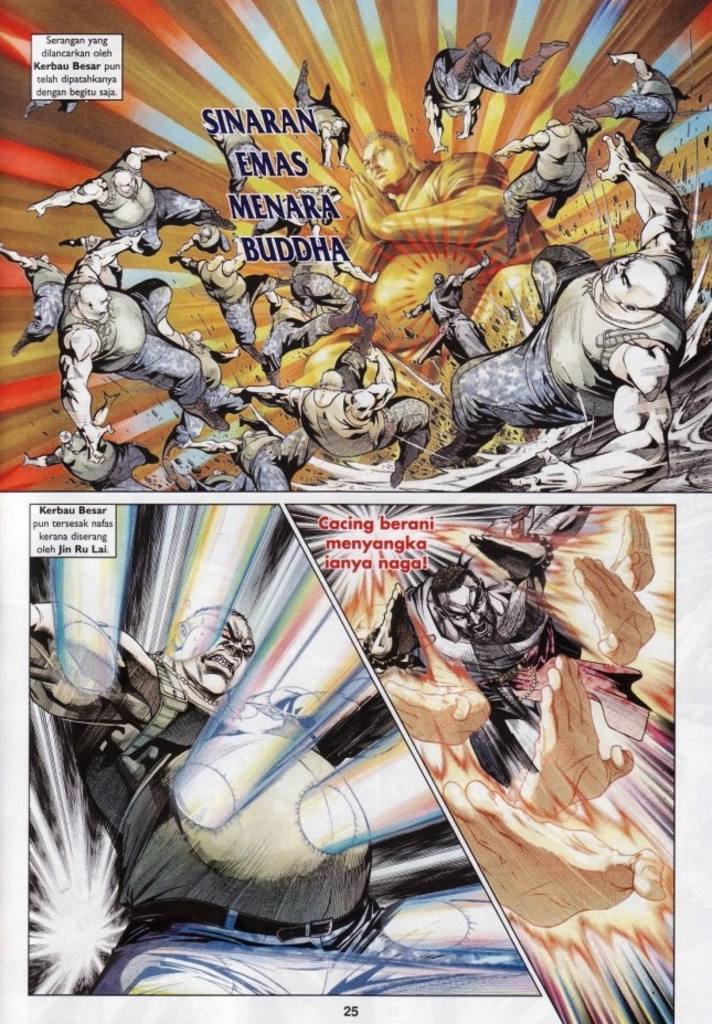 Serangan yang
dilancarkan oleh
Kerbau Besar pun
telah dipatahkanya
dengan begitu saja.
SINARAN
EMAS
MENARA
BUDDHA
Kerbau Besar
pun tersesak nafas
kerana diserang
oleh Jin Ru Lai.
Cacing berani
menyangka
ianya naga!
25